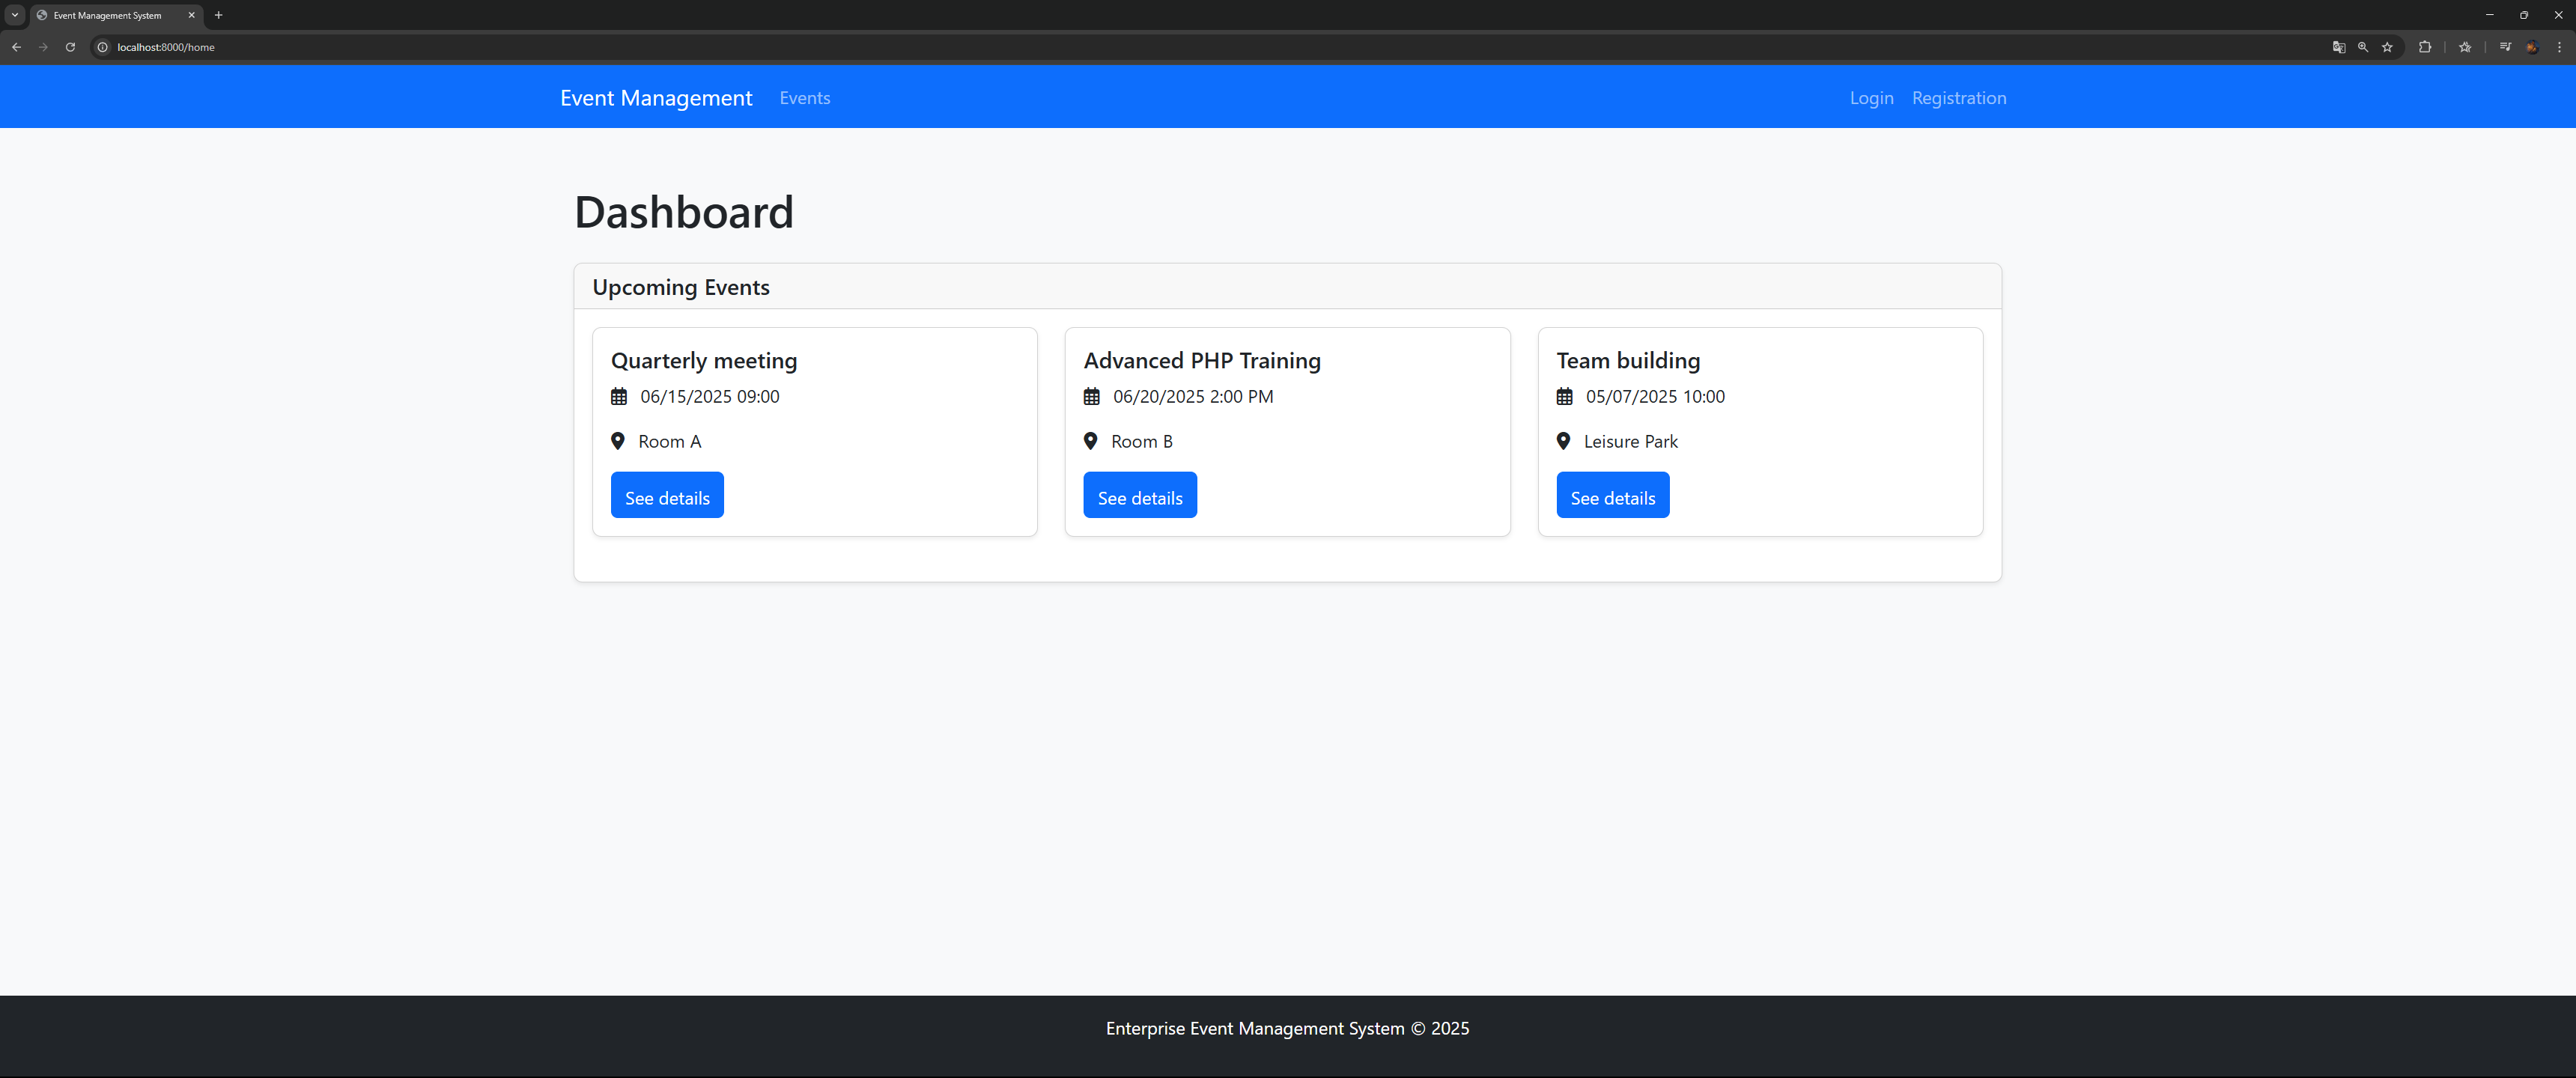 Event Management System
localhost:8000/home
Event Management Events Login Registration
Dashboard
Upcoming Events
Quarterly meeting
06/15/2025 09:00
Room A
See details
Advanced PHP Training
06/20/2025 2:00 PM
Room B
See details
Team building
05/07/2025 10:00
Leisure Park
See details
Enterprise Event Management System © 2025